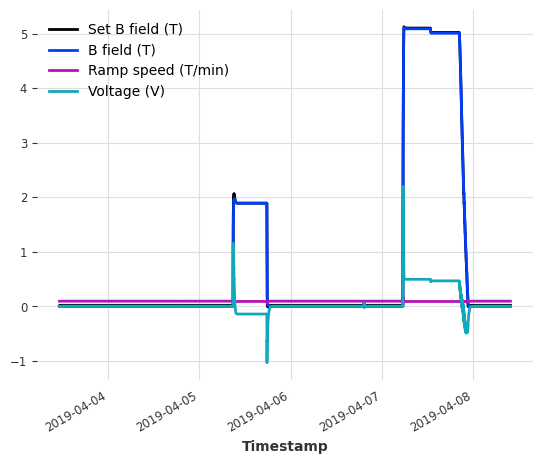 Set B field (T)
B field (T)
Ramp speed (T/min)
Voltage (V)
5
4
3
2
1
0
−1
2019-04-04
2019-04-05
2019-04-06
2019-04-07
2019-04-08
Timestamp